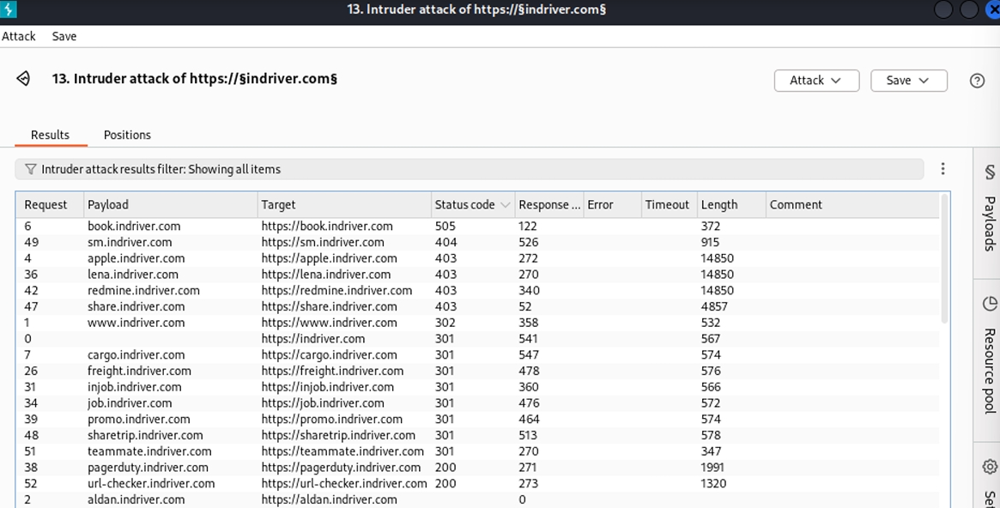 13. Intruder attack of https://§indriver.com§
Attack Save
13. Intruder attack of https://§indriver.com§ Attack Save
Results Positions
Intruder attack results filter: Showing all items
Request Payload Target Status code Response ... Error Timeout Length Comment
6 book.indriver.com https://book.indriver.com 505 122 372
49 sm.indriver.com https://sm.indriver.com 404 526 915
4 apple.indriver.com https://apple.indriver.com 403 272 14850
36 lena.indriver.com https://lena.indriver.com 403 270 14850
42 redmine.indriver.com https://redmine.indriver.com 403 340 14850
47 share.indriver.com https://share.indriver.com 403 52 4857
1 www.indriver.com https://www.indriver.com 302 358 532
0 https://indriver.com 301 541 567
7 cargo.indriver.com https://cargo.indriver.com 301 547 574
26 freight.indriver.com https://freight.indriver.com 301 478 576
31 injob.indriver.com https://injob.indriver.com 301 360 566
34 job.indriver.com https://job.indriver.com 301 476 572
39 promo.indriver.com https://promo.indriver.com 301 464 574
48 sharetrip.indriver.com https://sharetrip.indriver.com 301 513 578
51 teammate.indriver.com https://teammate.indriver.com 301 270 347
38 pagerduty.indriver.com https://pagerduty.indriver.com 200 271 1991
52 url-checker.indriver.com https://url-checker.indriver.com 200 273 1320
2 aldan.indriver.com https://aldan.indriver.com 0
§ Payloads
Resource pool
Set